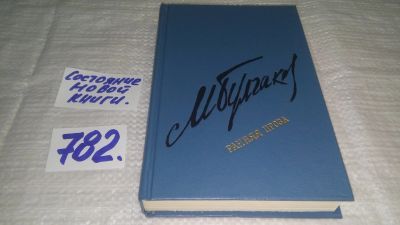 Состояние
новой
книги.
782.
М Булгаков
РАННЯЯ ПРОЗА